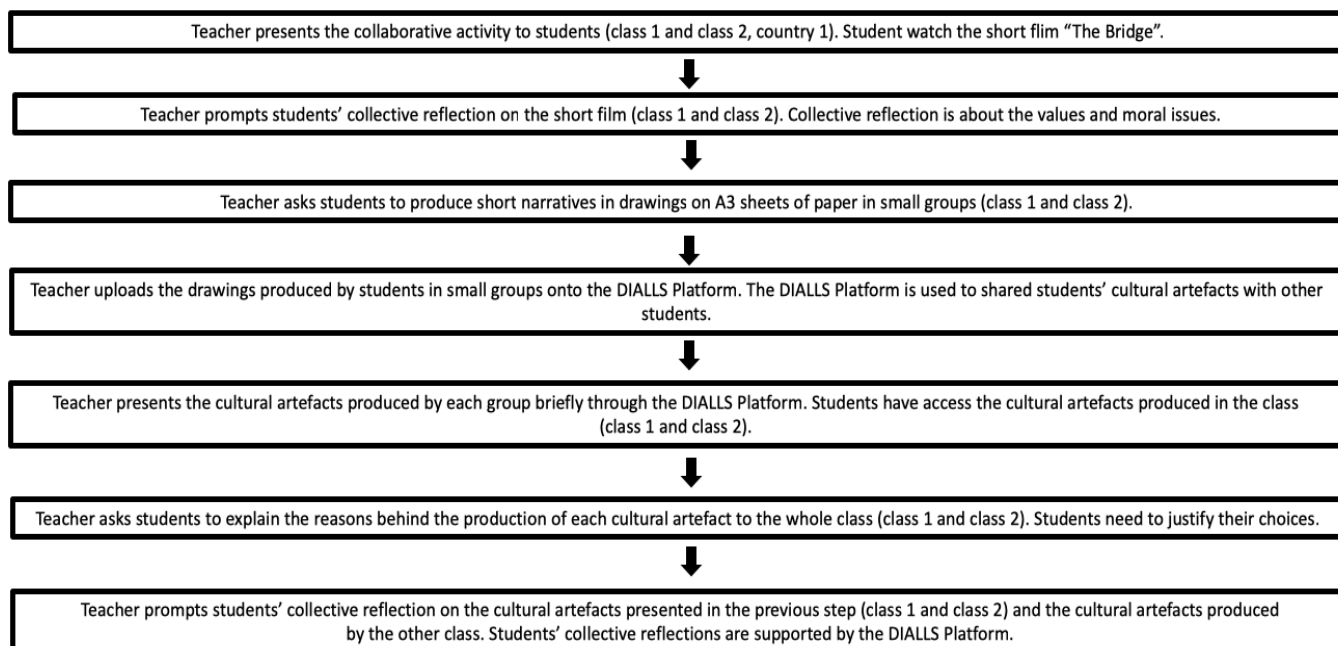 Teacher presents the collaborative activity to students (class 1 and class 2, country 1). Student watch the short flim “The Bridge”.
Teacher prompts students’ collective reflection on the short film (class 1 and class 2). Collective reflection is about the values and moral issues.
Teacher asks students to produce short narratives in drawings on A3 sheets of paper in small groups (class 1 and class 2).
Teacher uploads the drawings produced by students in small groups onto the DIALLS Platform. The DIALLS Platform is used to shared students’ cultural artefacts with other
students.
Teacher presents the cultural artefacts produced by each group briefly through the DIALLS Platform. Students have access the cultural artefacts produced in the class
(class 1 and class 2).
Teacher asks students to explain the reasons behind the production of each cultural artefact to the whole class (class 1 and class 2). Students need to justify their choices.
Teacher prompts students’ collective reflection on the cultural artefacts presented in the previous step (class 1 and class 2) and the cultural artefacts produced
by the other class. Students’ collective reflections are supported by the DIALLS Platform.